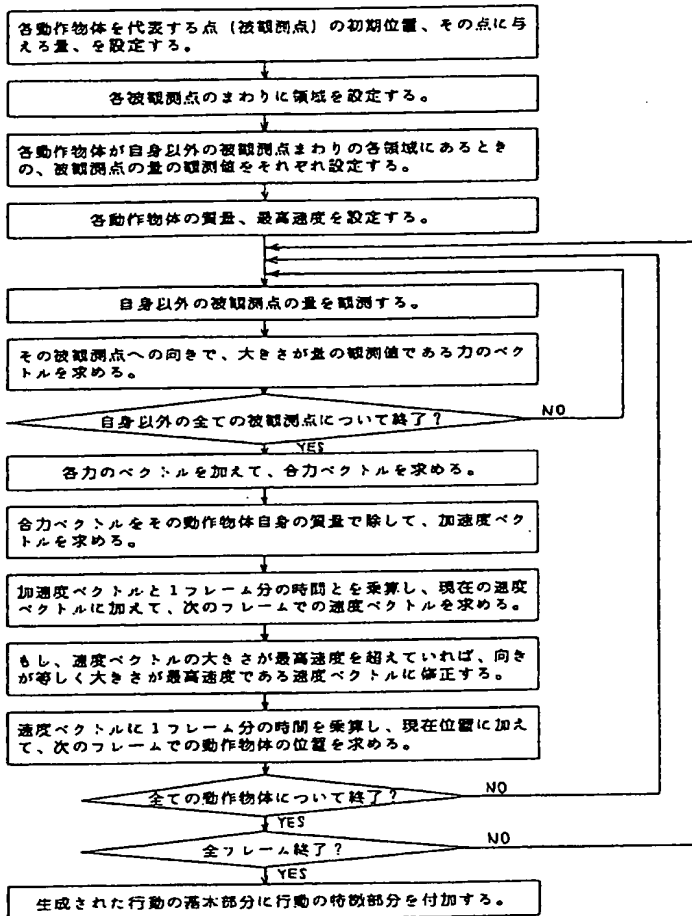 各動作物体を代表する点（被観測点）の初期位置、その点に与
える量、を設定する。
各被観測点のまわりに領域を設定する。
各動作物体が自身以外の被観測点まわりの各領域にあるとき
の、被観測点の量の観測値をそれぞれ設定する。
各動作物体の質量、最高速度を設定する。
自身以外の被観測点の量を観測する。
その被観測点への向きで、大きさが量の観測値である力のベク
トルを求める。
自身以外の全ての被観測点について終了？
NO
YES
各力のベクトルを加えて、合力ベクトルを求める。
合力ベクトルをその動作物体自身の質量で除して、加速度ベク
トルを求める。
加速度ベクトルと１フレーム分の時間とを乗算し、現在の速度
ベクトルに加えて、次のフレームでの速度ベクトルを求める。
もし、速度ベクトルの大きさが最高速度を超えていれば、向き
が等しく大きさが最高速度である速度ベクトルに修正する。
速度ベクトルに１フレーム分の時間を乗算し、現在位置に加え
て、次のフレームでの動作物体の位置を求める。
全ての動作物体について終了？
NO
YES
全フレーム終了？
NO
YES
生成された行動の基本部分に行動の特徴部分を付加する。